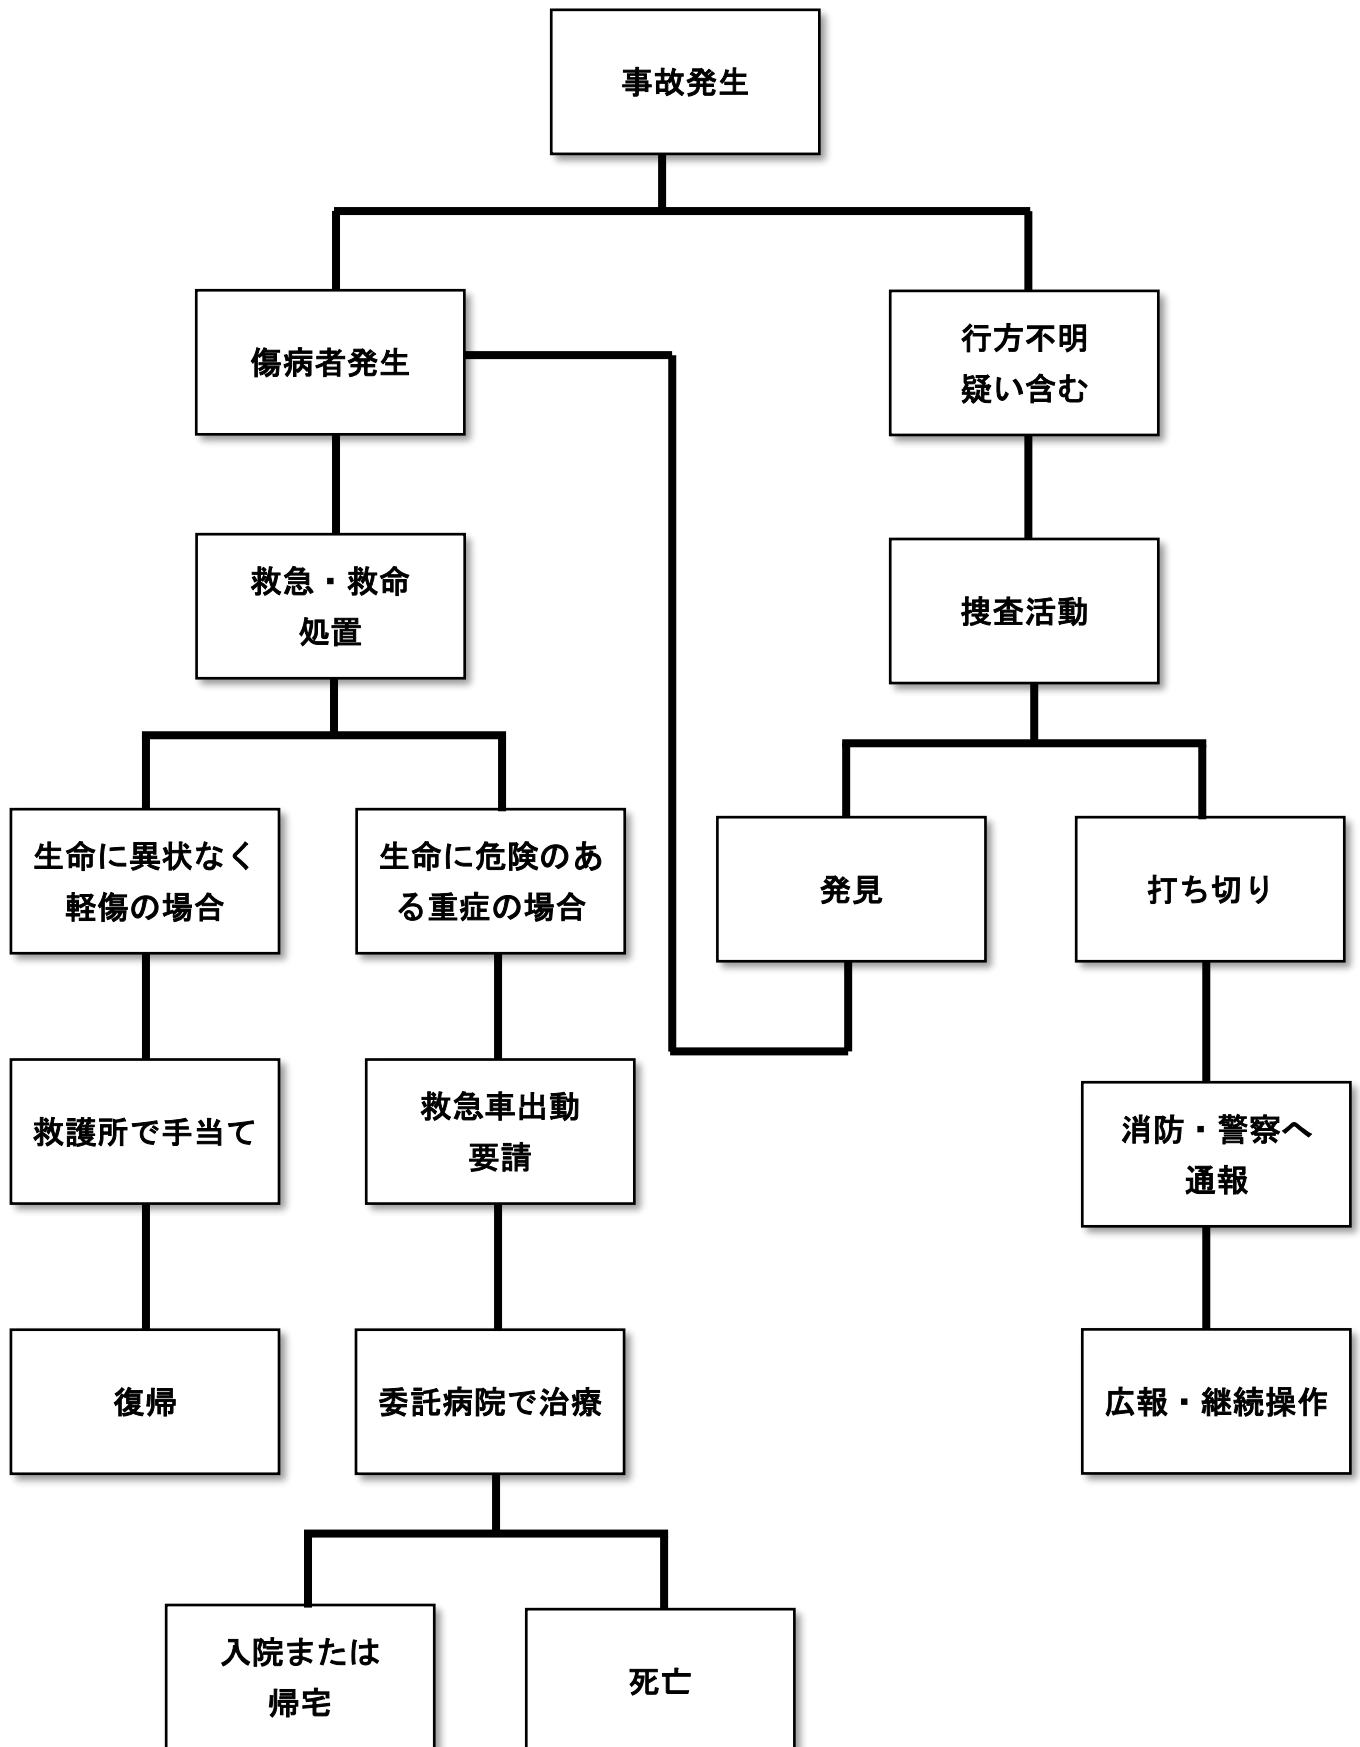 事故発生
傷病者発生
行方不明
疑い含む
救急・救命
処置
捜査活動
生命に異状なく
軽傷の場合
生命に危険のあ
る重症の場合
発見
打ち切り
救護所で手当て
救急車出動
要請
消防・警察へ
通報
復帰
委託病院で治療
広報・継続操作
入院または
帰宅
死亡